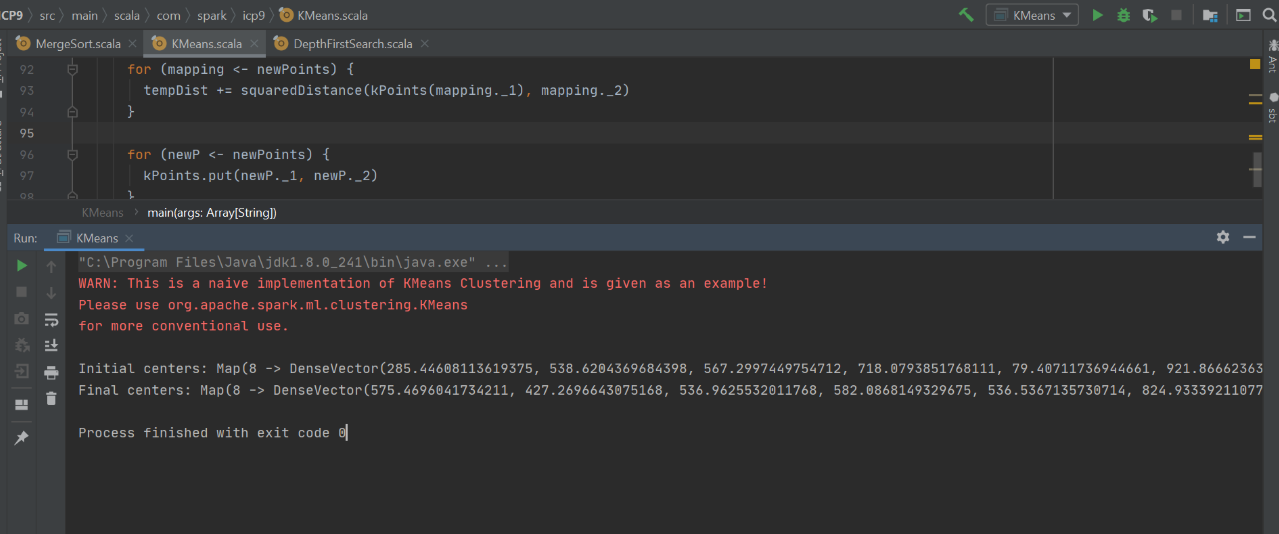 ICP9 › src › main › scala › com › spark › icp9 › KMeans.scala
KMeans
MergeSort.scala × KMeans.scala × DepthFirstSearch.scala ×
92 for (mapping <- newPoints) {
93 tempDist += squaredDistance(kPoints(mapping._1), mapping._2)
94 }
95
96 for (newP <- newPoints) {
97 kPoints.put(newP._1, newP._2)
98 }
Ant
sbt
KMeans › main(args: Array[String])
Run: KMeans ×
"C:\Program Files\Java\jdk1.8.0_241\bin\java.exe" ...
WARN: This is a naive implementation of KMeans Clustering and is given as an example!
Please use org.apache.spark.ml.clustering.KMeans
for more conventional use.
Initial centers: Map(8 -> DenseVector(285.44608113619375, 538.6204369684398, 567.2997449754712, 718.0793851768111, 79.40711736944661, 921.86662363
Final centers: Map(8 -> DenseVector(575.4696041734211, 427.2696643075168, 536.9625532011768, 582.0868149329675, 536.5367135730714, 824.93339211077
Process finished with exit code 0